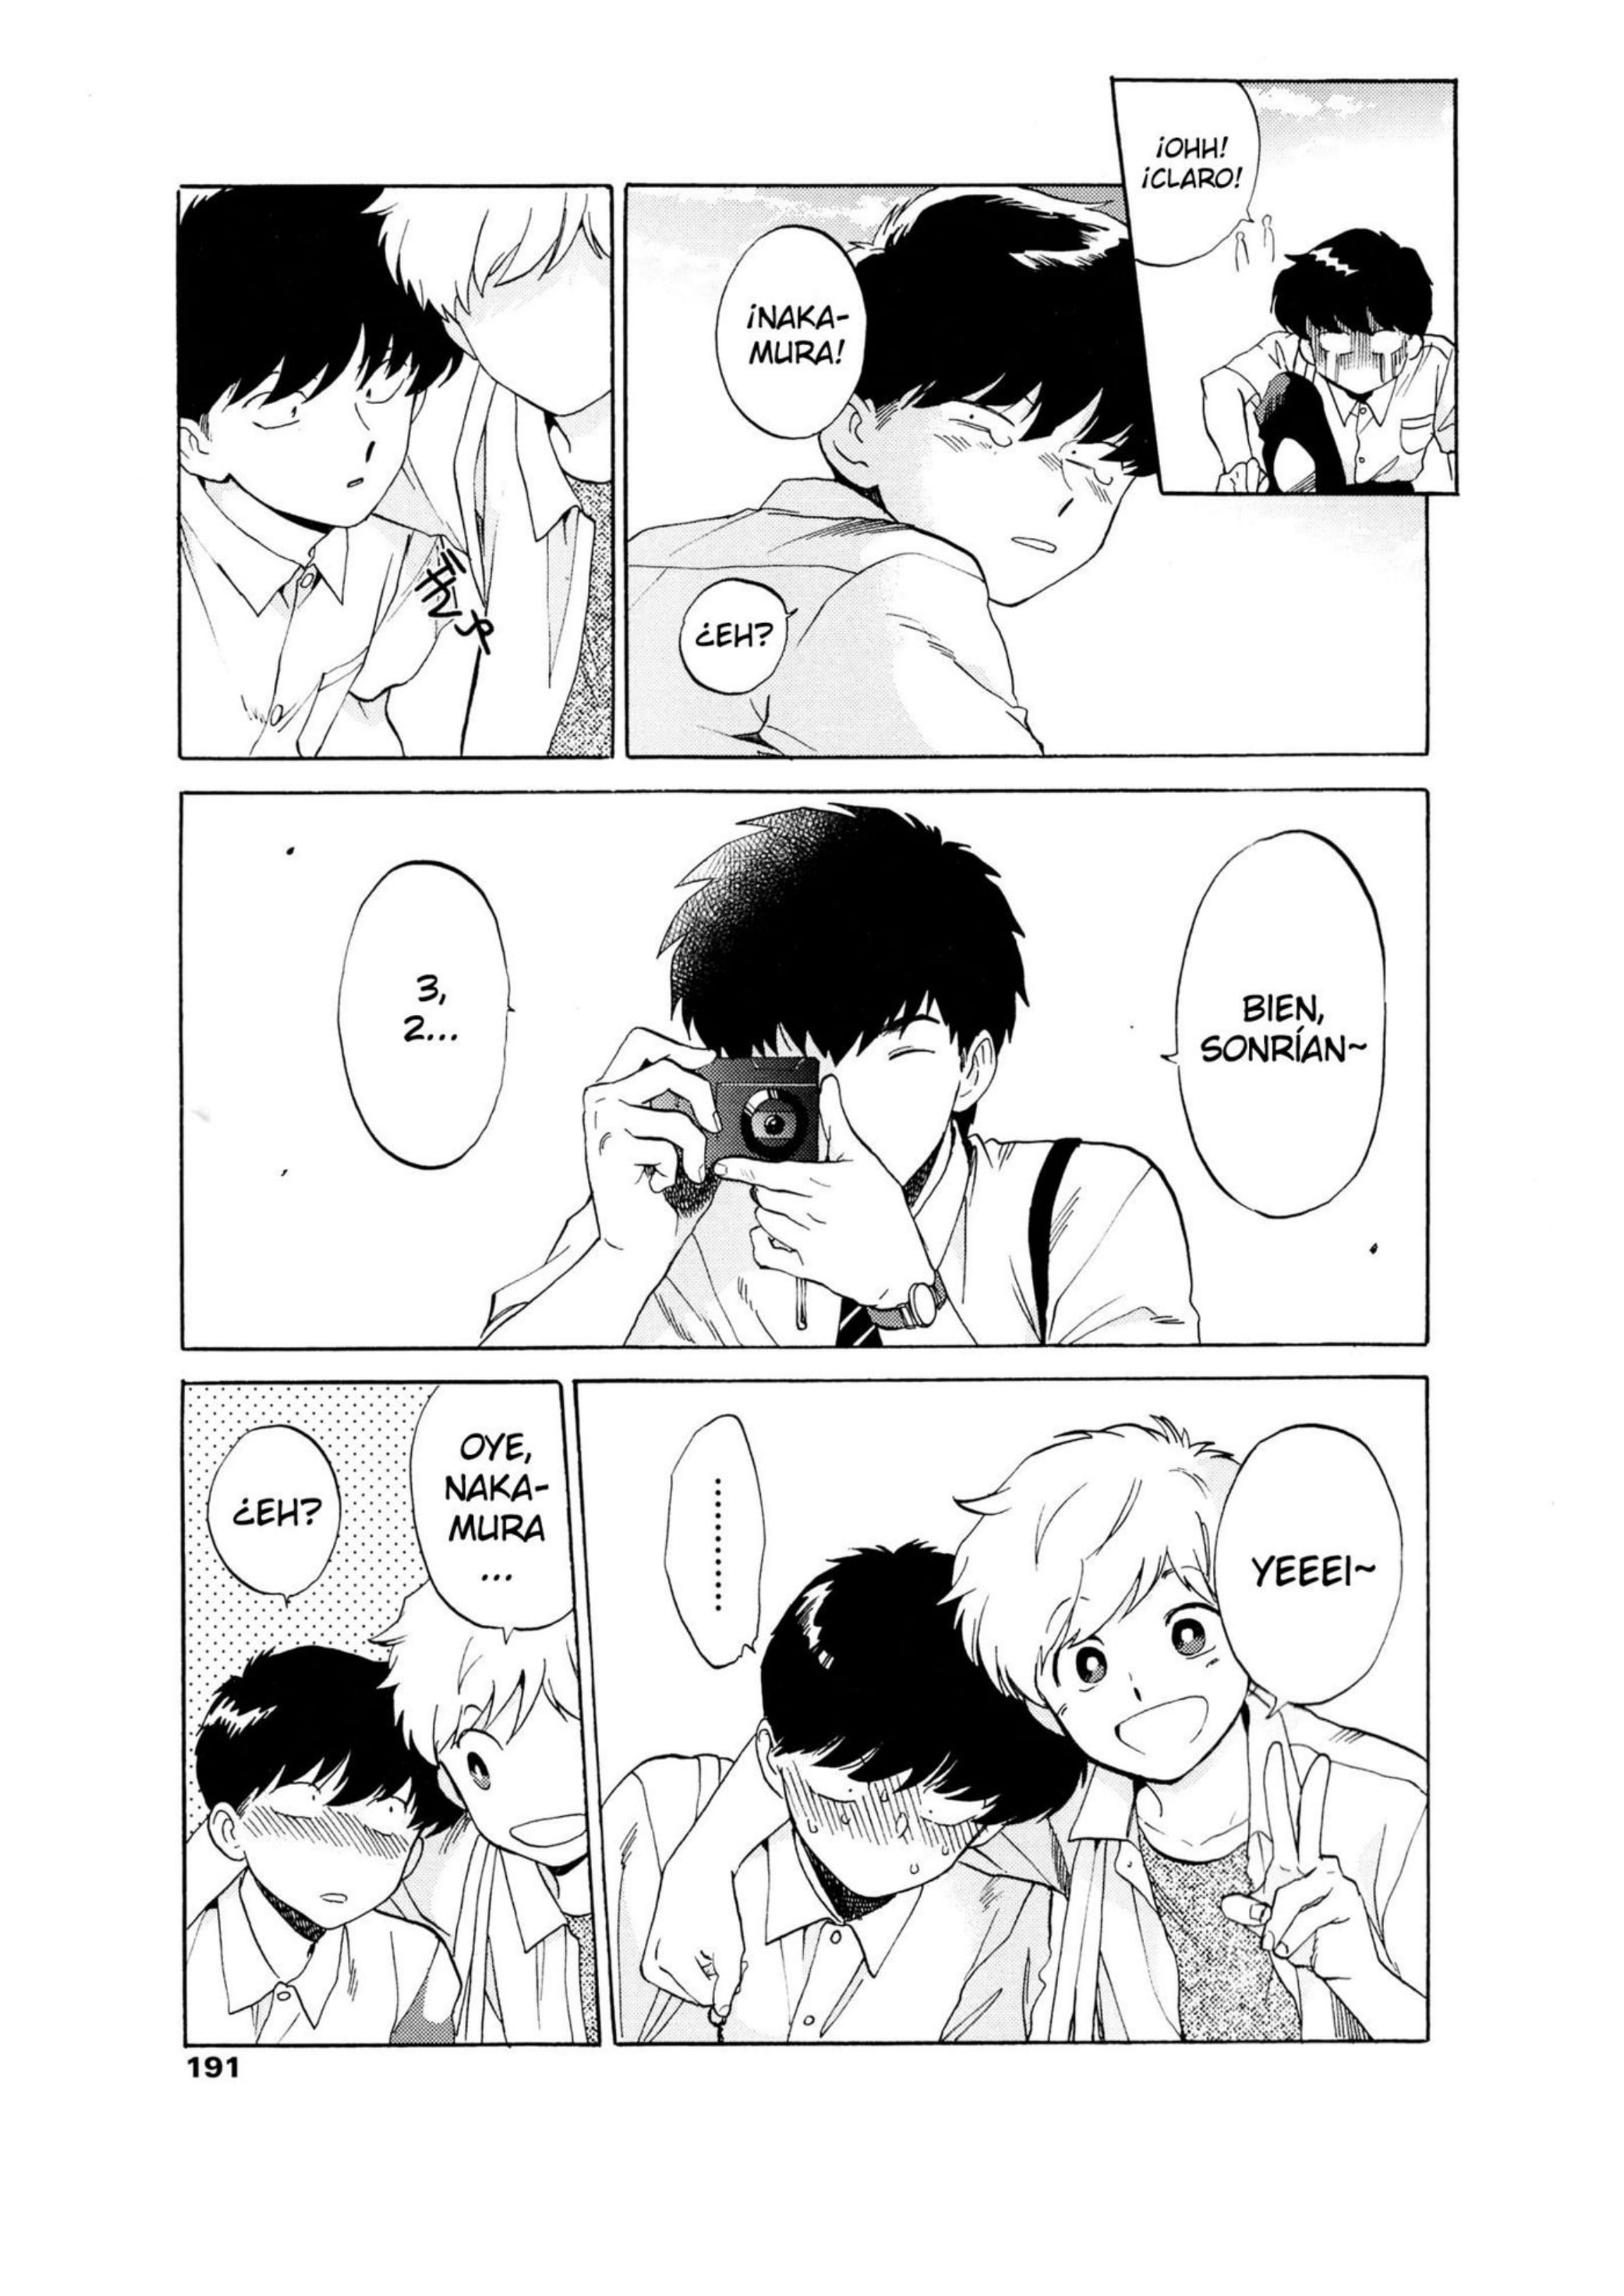 ¡OHH!
¡CLARO!
¡NAKA-
MURA!
¿EH?
BIEN,
SONRÍAN~
3,
2...
YEEEI~
.........
OYE,
NAKA-
MURA
...
¿EH?
191